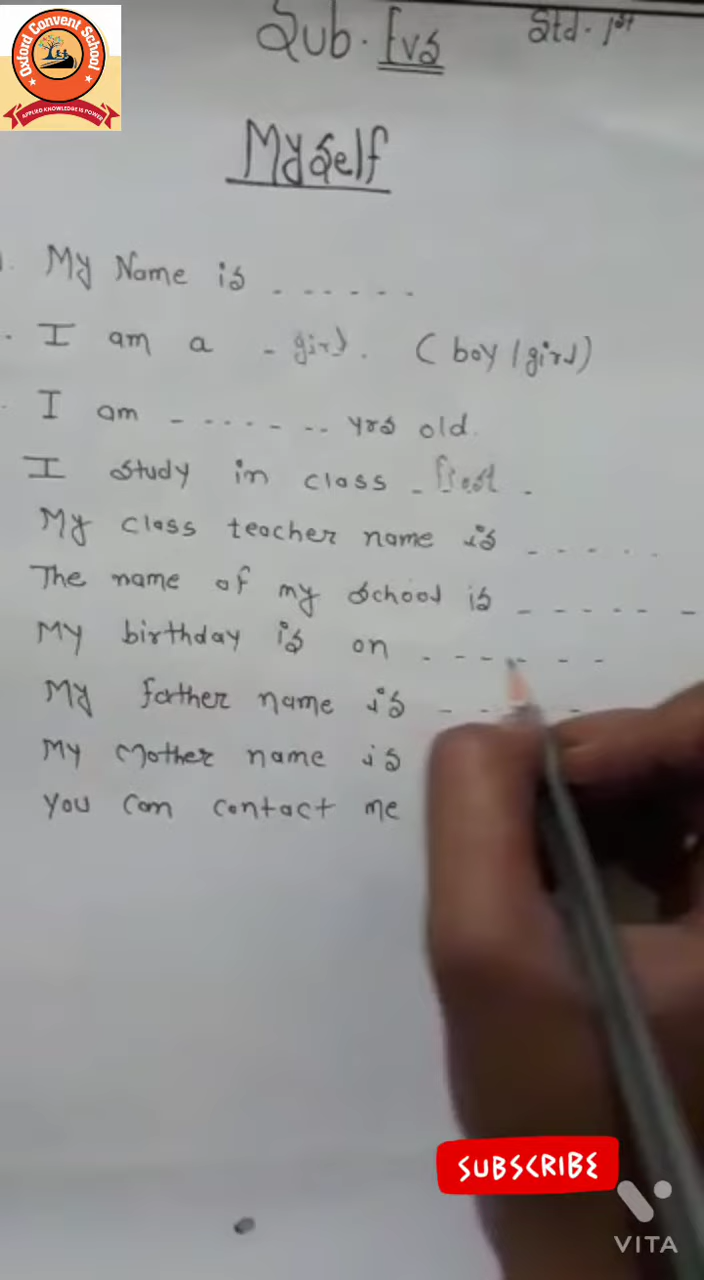 Oxford Convent School
APPLIED KNOWLEDGE IS POWER
Sub. Evs Std - 1st
Myself
My Name is ......
I am a - girl. (boy / girl)
I am - - - - - - - yrs old.
I study in class - first .
My class teacher name is - - - - -
The name of my school is - - - - - -
My birthday is on - - - - - -
My father name is - - - -
My Mother name is
You can contact me
SUBSCRIBE
VITA